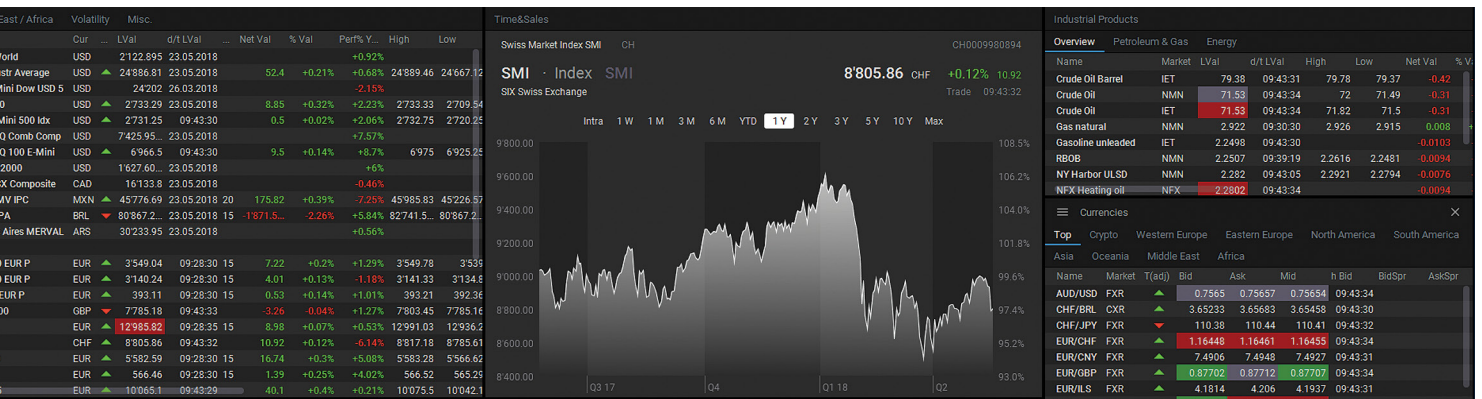 East / Africa Volatility Misc.
Cur ... LVal d/t LVal ... Net Val % Val Perf% Y... High Low
World USD 2'122.895 23.05.2018 +0.92%
str Average USD 24'886.81 23.05.2018 52.4 +0.21% +0.68% 24'889.46 24'667.12
Mini Dow USD 5 USD 24'202 26.03.2018 -2.15%
0 USD 2'733.29 23.05.2018 8.85 +0.32% +2.23% 2'733.33 2'709.54
Mini 500 Idx USD 2'731.25 09:43:30 0.5 +0.02% +2.06% 2'732.75 2'720.25
Q Comb Comp USD 7'425.95... 23.05.2018 +7.57%
Q 100 E-Mini USD 6'966.5 09:43:30 9.5 +0.14% +8.7% 6'975 6'925.25
2000 USD 1'627.60... 23.05.2018 +6%
SX Composite CAD 16'133.8 23.05.2018 -0.46%
MV IPC MXN 45'776.69 23.05.2018 20 175.82 +0.39% -7.25% 45'985.83 45'226.57
PA BRL 80'867.2... 23.05.2018 15 -1'871.5... -2.26% +5.84% 82'741.5... 80'867.2...
Aires MERVAL ARS 30'233.95 23.05.2018 +0.56%
EUR P EUR 3'549.04 09:28:30 15 7.22 +0.2% +1.29% 3'549.78 3'539
EUR P EUR 3'140.24 09:28:30 15 4.01 +0.13% -1.18% 3'141.33 3'134.8
EUR P EUR 393.11 09:28:30 15 0.53 +0.14% +1.01% 393.21 392.36
00 GBP 7'785.18 09:43:33 -3.26 -0.04% +1.27% 7'803.45 7'785.16
EUR 12'985.82 09:28:35 15 8.98 +0.07% +0.53% 12'991.03 12'936.2
CHF 8'805.86 09:43:32 10.92 +0.12% -6.14% 8'817.18 8'785.61
EUR 5'582.59 09:28:30 15 16.74 +0.3% +5.08% 5'583.28 5'566.62
EUR 566.46 09:28:30 15 1.39 +0.25% +4.02% 566.52 565.29
EUR 10'065.1 09:43:29 40.1 +0.4% +0.21% 10'075.5 10'042.1
Time&Sales
Swiss Market Index SMI CH CH0009980894
SMI · Index SMI 8'805.86 CHF +0.12% 10.92
SIX Swiss Exchange Trade 09:43:32
Intra 1 W 1 M 3 M 6 M YTD 1 Y 2 Y 3 Y 5 Y 10 Y Max
9'800.00 108.5%
9'600.00 106.2%
9'400.00 104.0%
9'200.00 101.8%
9'000.00 99.6%
8'800.00 97.4%
8'600.00 95.2%
8'400.00 93.0%
Q3 17 Q4 Q1 18 Q2
Industrial Products
Overview Petroleum & Gas Energy
Name Market LVal d/t LVal High Low Net Val % V
Crude Oil Barrel IET 79.38 09:43:31 79.78 79.37 -0.42
Crude Oil NMN 71.53 09:43:34 72 71.49 -0.31
Crude Oil IET 71.53 09:43:34 71.82 71.5 -0.31
Gas natural NMN 2.922 09:30:30 2.926 2.915 0.008
Gasoline unleaded IET 2.2498 09:43:30 -0.0103
RBOB NMN 2.2507 09:39:19 2.2616 2.2481 -0.0094
NY Harbor ULSD NMN 2.282 09:43:05 2.2921 2.2794 -0.0076
NFX Heating oil NFX 2.2802 09:43:34 -0.0094
Currencies
Top Crypto Western Europe Eastern Europe North America South America
Asia Oceania Middle East Africa
Name Market T(adj) Bid Ask Mid h Bid BidSpr AskSpr
AUD/USD FXR 0.7565 0.75657 0.75654 09:43:34
CHF/BRL CXR 3.65233 3.65683 3.65458 09:43:30
CHF/JPY FXR 110.38 110.44 110.41 09:43:32
EUR/CHF FXR 1.16448 1.16461 1.16455 09:43:34
EUR/CNY FXR 7.4906 7.4948 7.4927 09:43:31
EUR/GBP FXR 0.87702 0.87712 0.87707 09:43:34
EUR/ILS FXR 4.1814 4.206 4.1937 09:43:31